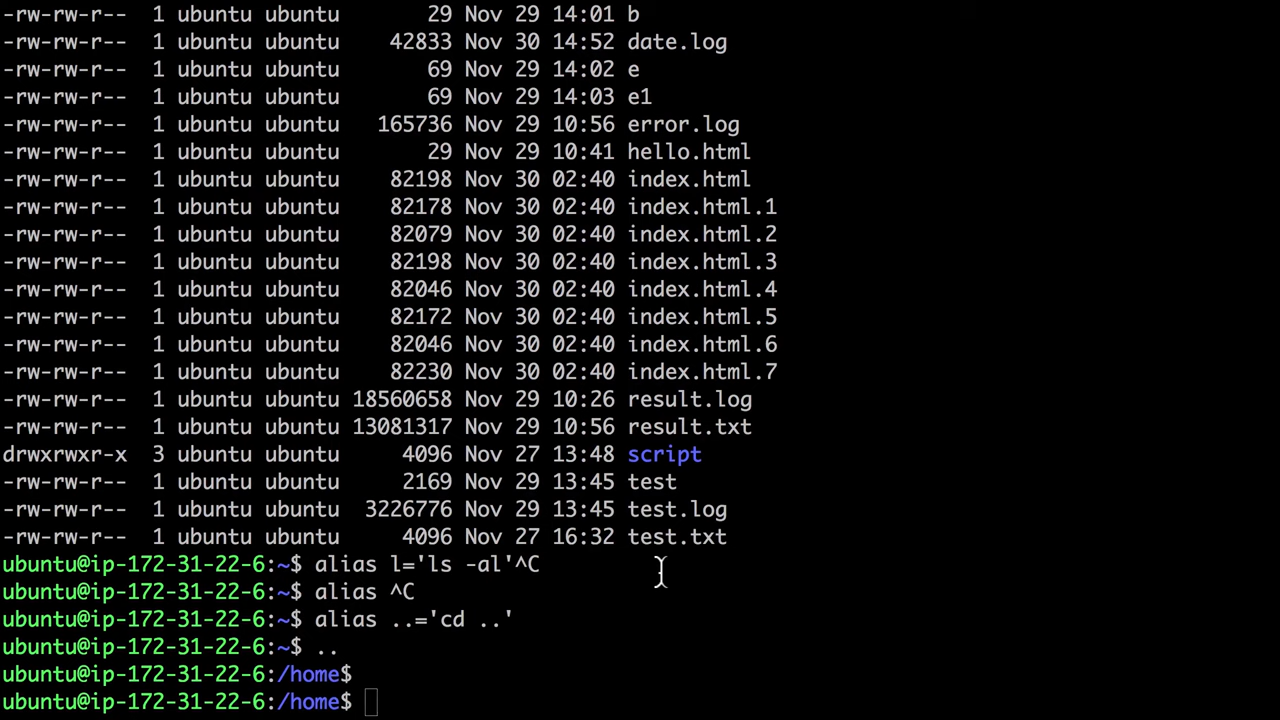 -rw-rw-r-- 1 ubuntu ubuntu 29 Nov 29 14:01 b
-rw-rw-r-- 1 ubuntu ubuntu 42833 Nov 30 14:52 date.log
-rw-rw-r-- 1 ubuntu ubuntu 69 Nov 29 14:02 e
-rw-rw-r-- 1 ubuntu ubuntu 69 Nov 29 14:03 e1
-rw-rw-r-- 1 ubuntu ubuntu 165736 Nov 29 10:56 error.log
-rw-rw-r-- 1 ubuntu ubuntu 29 Nov 29 10:41 hello.html
-rw-rw-r-- 1 ubuntu ubuntu 82198 Nov 30 02:40 index.html
-rw-rw-r-- 1 ubuntu ubuntu 82178 Nov 30 02:40 index.html.1
-rw-rw-r-- 1 ubuntu ubuntu 82079 Nov 30 02:40 index.html.2
-rw-rw-r-- 1 ubuntu ubuntu 82198 Nov 30 02:40 index.html.3
-rw-rw-r-- 1 ubuntu ubuntu 82046 Nov 30 02:40 index.html.4
-rw-rw-r-- 1 ubuntu ubuntu 82172 Nov 30 02:40 index.html.5
-rw-rw-r-- 1 ubuntu ubuntu 82046 Nov 30 02:40 index.html.6
-rw-rw-r-- 1 ubuntu ubuntu 82230 Nov 30 02:40 index.html.7
-rw-rw-r-- 1 ubuntu ubuntu 18560658 Nov 29 10:26 result.log
-rw-rw-r-- 1 ubuntu ubuntu 13081317 Nov 29 10:56 result.txt
drwxrwxr-x 3 ubuntu ubuntu 4096 Nov 27 13:48 script
-rw-rw-r-- 1 ubuntu ubuntu 2169 Nov 29 13:45 test
-rw-rw-r-- 1 ubuntu ubuntu 3226776 Nov 29 13:45 test.log
-rw-rw-r-- 1 ubuntu ubuntu 4096 Nov 27 16:32 test.txt
ubuntu@ip-172-31-22-6:~$ alias l='ls -al'^C
ubuntu@ip-172-31-22-6:~$ alias ^C
ubuntu@ip-172-31-22-6:~$ alias ..='cd ..'
ubuntu@ip-172-31-22-6:~$ ..
ubuntu@ip-172-31-22-6:/home$
ubuntu@ip-172-31-22-6:/home$